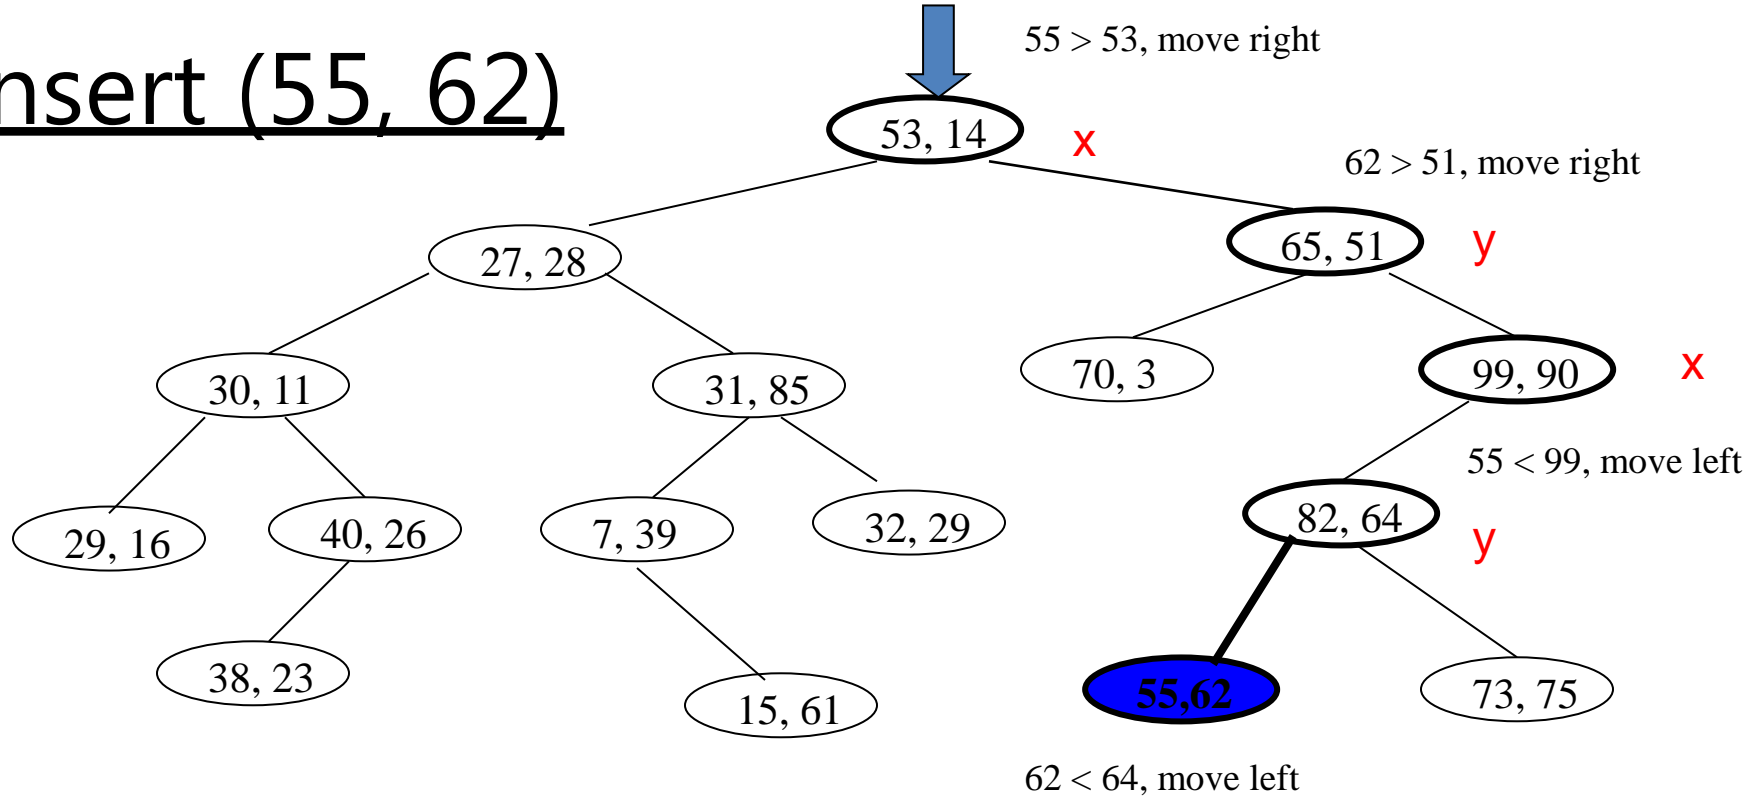 nsert (55, 62)
55 > 53, move right
53, 14
x
62 > 51, move right
27, 28
65, 51
y
30, 11
31, 85
70, 3
99, 90
x
55 < 99, move left
29, 16
40, 26
7, 39
32, 29
82, 64
y
38, 23
15, 61
55,62
73, 75
62 < 64, move left